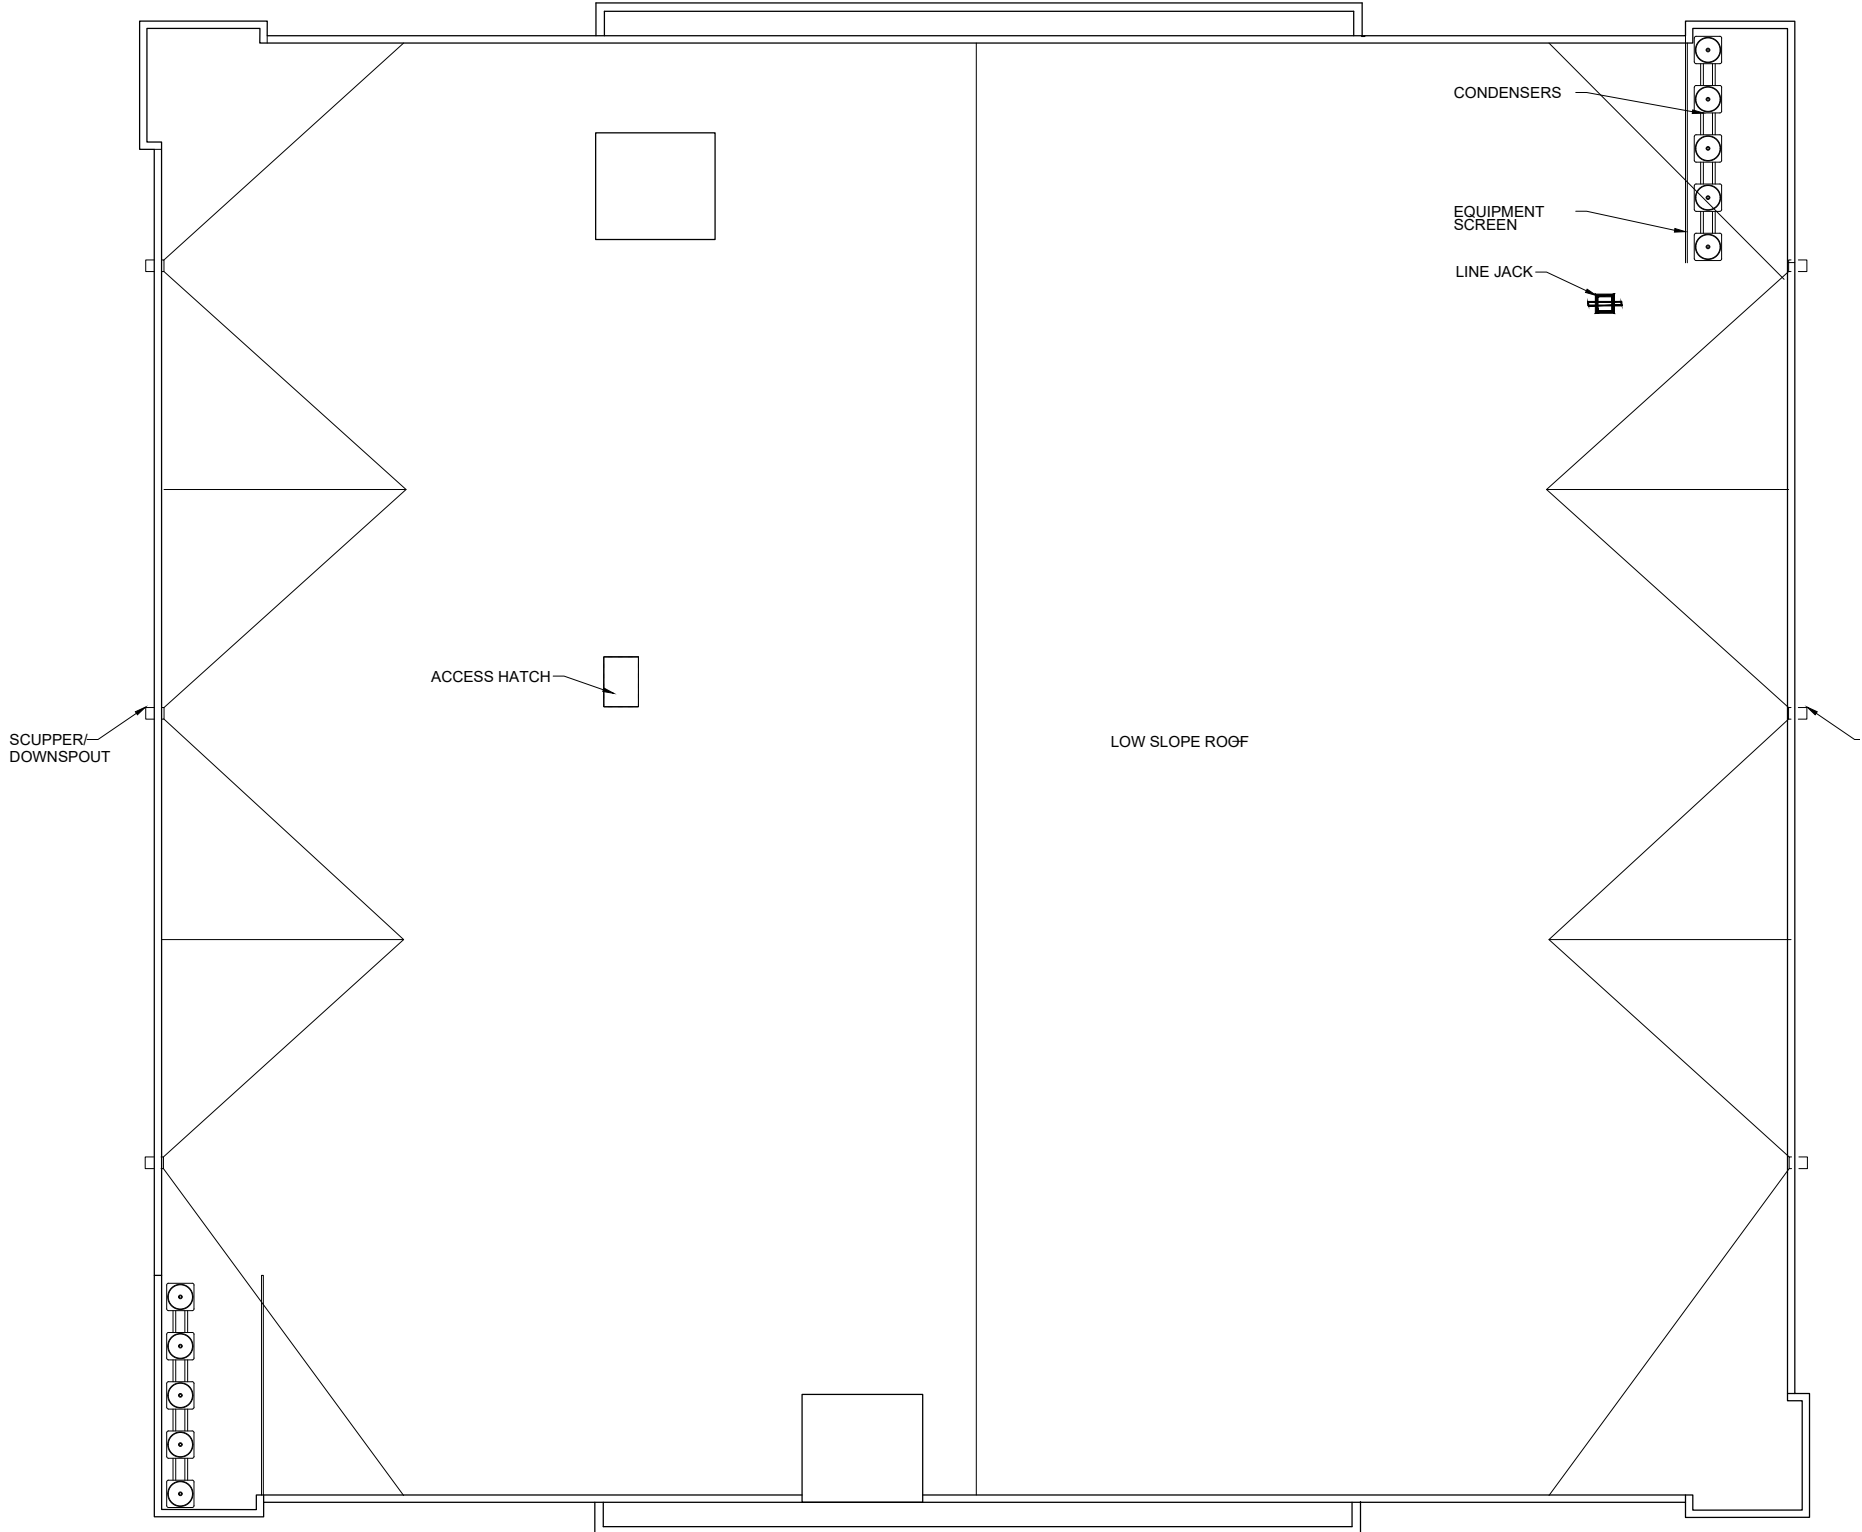 CONDENSERS
EQUIPMENT
SCREEN
LINE JACK
ACCESS HATCH
SCUPPER/
DOWNSPOUT
LOW SLOPE ROOF